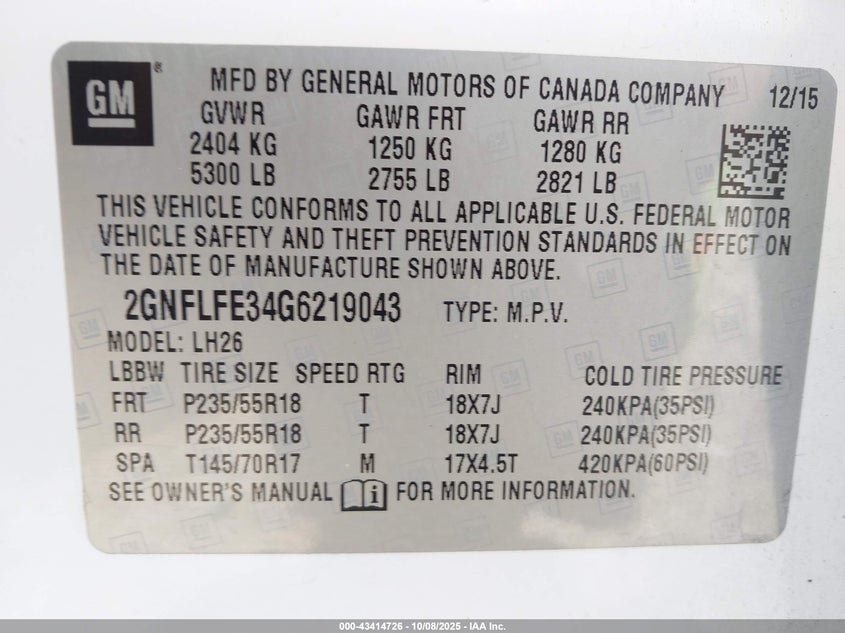 GM ® MFD BY GENERAL MOTORS OF CANADA COMPANY 12/15
GVWR GAWR FRT GAWR RR
2404 KG 1250 KG 1280 KG
5300 LB 2755 LB 2821 LB
THIS VEHICLE CONFORMS TO ALL APPLICABLE U.S. FEDERAL MOTOR
VEHICLE SAFETY AND THEFT PREVENTION STANDARDS IN EFFECT ON
THE DATE OF MANUFACTURE SHOWN ABOVE.
2GNFLFE34G6219043 TYPE: M.P.V.
MODEL: LH26
LBBW TIRE SIZE SPEED RTG RIM COLD TIRE PRESSURE
FRT P235/55R18 T 18X7J 240KPA(35PSI)
RR P235/55R18 T 18X7J 240KPA(35PSI)
SPA T145/70R17 M 17X4.5T 420KPA(60PSI)
SEE OWNER'S MANUAL i FOR MORE INFORMATION.
000-43414726 - 10/08/2025 - IAA Inc.